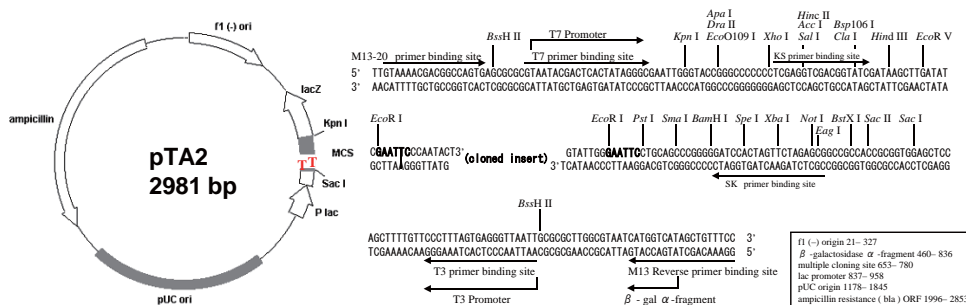 f1 (-) ori
lacZ
ampicillin
Kpn I
MCS
T T
Sac I
P lac
pUC ori
pTA2
2981 bp
Apa I
Dra II
EcoO109 I
Hinc II
Acc I
Sal I
Bsp106 I
Cla I
BssH II
T7 Promoter
Kpn I
Xho I
Hind III
EcoR V
M13-20 primer binding site
T7 primer binding site
KS primer binding site
5' TTGTAAAACGACGGCCAGTGAGCGCGCGTAATACGACTCACTATAGGGCGAATTGGGTACCGGGCCCCCCCTCGAGGTCGACGGTATCGATAAGCTTGATAT
AACATTTTGCTGCCGGTCACTCGCGCGCATTATGCTGAGTGATATCCCGCTTAACCCATGGCCCGGGGGGGAGCTCCAGCTGCCATAGCTATTCGAACTATA
EcoR I
CGAATTCCCAATACT3'
GCTTAAGGGTTATG
(cloned insert)
EcoR I
Pst I
Sma I
BamH I
Spe I
Xba I
Not I
Eag I
BstX I
Sac II
Sac I
GTATTGGGAATTCCTGCAGCCCGGGGGATCCACTAGTTCTAGAGCGGCCGCCACCGCGGTGGAGCTCC
3'TCATAACCCTTAAGGACGTCGGGCCCCCTAGGTGATCAAGATCTCGCCGGCGGTGGCGCCACCTCGAGG
SK primer binding site
BssH II
AGCTTTTGTTCCCTTTAGTGAGGGTTAATTGCGCGCTTGGCGTAATCATGGTCATAGCTGTTTCC 3'
TCGAAAACAAGGGAAATCACTCCCAATTAACGCGCGAACCGCATTAGTACCAGTATCGACAAAGG 5'
T3 primer binding site
M13 Reverse primer binding site
T3 Promoter
β - gal α-fragment
f1 (–) origin 21– 327
β -galactosidase α -fragment 460– 836
multiple cloning site 653– 780
lac promoter 837– 958
pUC origin 1178– 1845
ampicillin resistance ( bla ) ORF 1996– 285